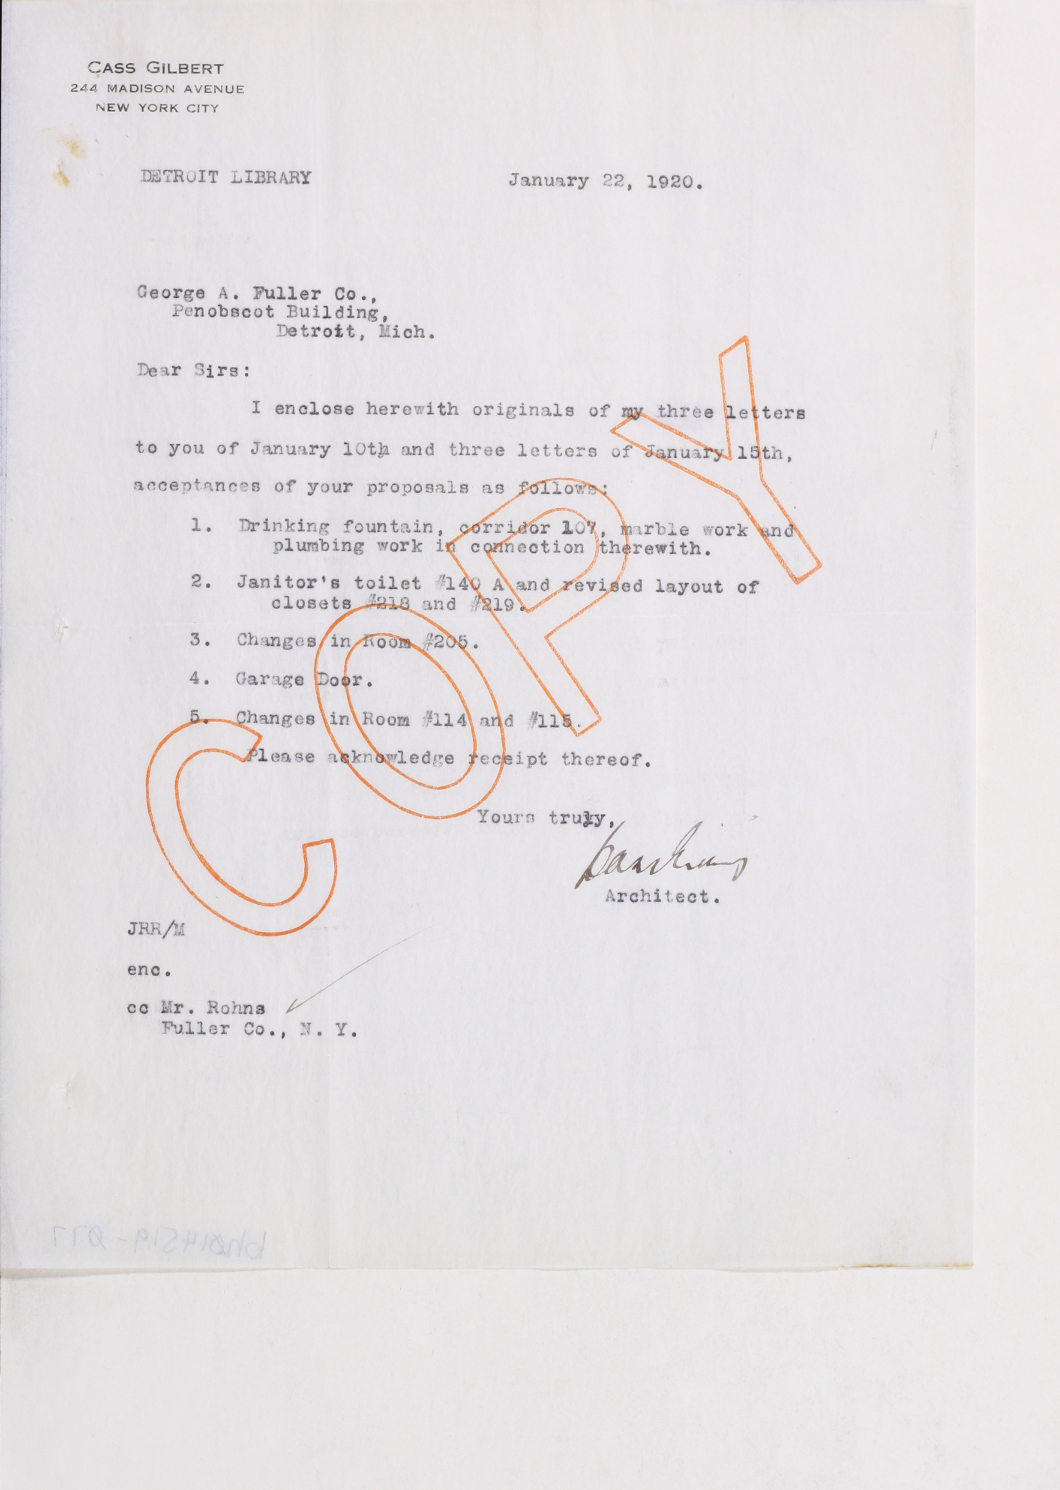 CASS GILBERT
244 MADISON AVENUE
NEW YORK CITY
DETROIT LIBRARY January 22, 1920.
George A. Fuller Co.,
Penobscot Building,
Detroit, Mich.
Dear Sirs:
I enclose herewith originals of my three letters
to you of January 10th and three letters of January 15th,
acceptances of your proposals as follows:
1. Drinking fountain, corridor 107, marble work and
plumbing work in connection therewith.
2. Janitor's toilet #140 A and revised layout of
closets #218 and #219.
3. Changes in Room #205.
4. Garage Door.
5. Changes in Room #114 and #115.
Please acknowledge receipt thereof.
Yours truly,
Architect.
JRR/M
enc.
cc Mr. Rohns
Fuller Co., N. Y.
COPY